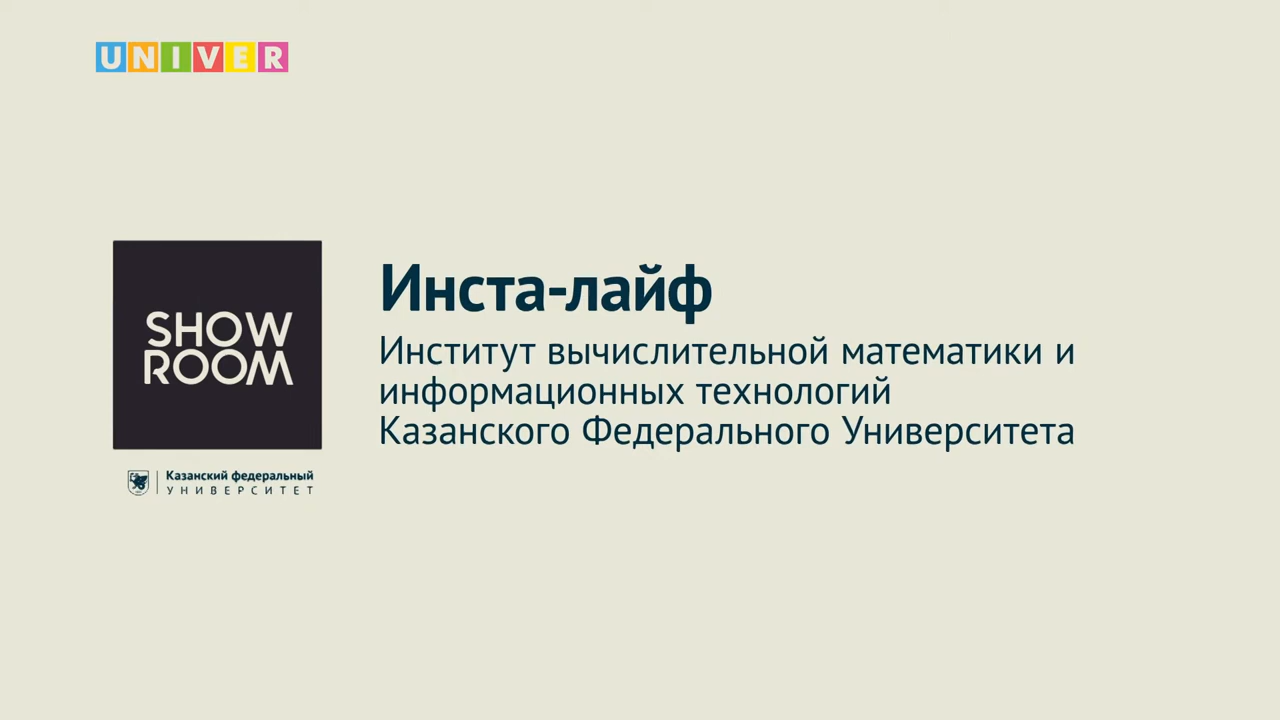 UNIVER
SHOW
ROOM
Казанский федеральный
УНИВЕРСИТЕТ
Инста-лайф
Институт вычислительной математики и
информационных технологий
Казанского Федерального Университета